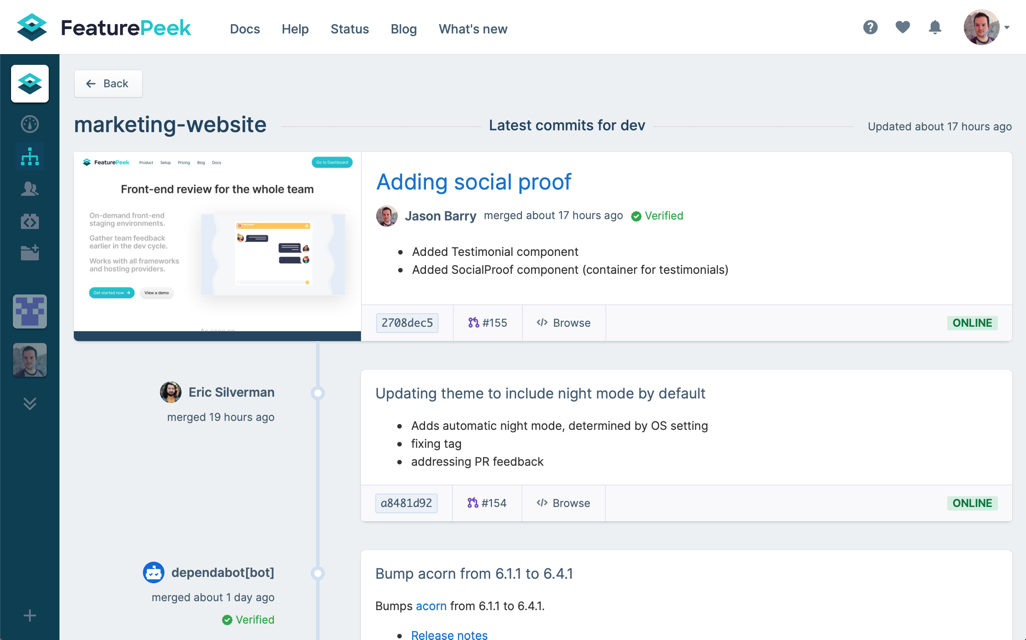 FeaturePeek
Docs Help Status Blog What's new
Back
marketing-website
Latest commits for dev
Updated about 17 hours ago
FeaturePeek Product Setup Pricing Blog Docs Go to Dashboard
Front-end review for the whole team
On-demand front-end
staging environments.
Gather team feedback
earlier in the dev cycle.
Works with all frameworks
and hosting providers.
Get started now → View a demo
Adding social proof
Jason Barry merged about 17 hours ago Verified
• Added Testimonial component
• Added SocialProof component (container for testimonials)
2708dec5 #155 </> Browse ONLINE
Eric Silverman
merged 19 hours ago
Updating theme to include night mode by default
• Adds automatic night mode, determined by OS setting
• fixing tag
• addressing PR feedback
a8481d92 #154 </> Browse ONLINE
dependabot[bot]
merged about 1 day ago
Verified
Bump acorn from 6.1.1 to 6.4.1
Bumps acorn from 6.1.1 to 6.4.1.
• Release notes